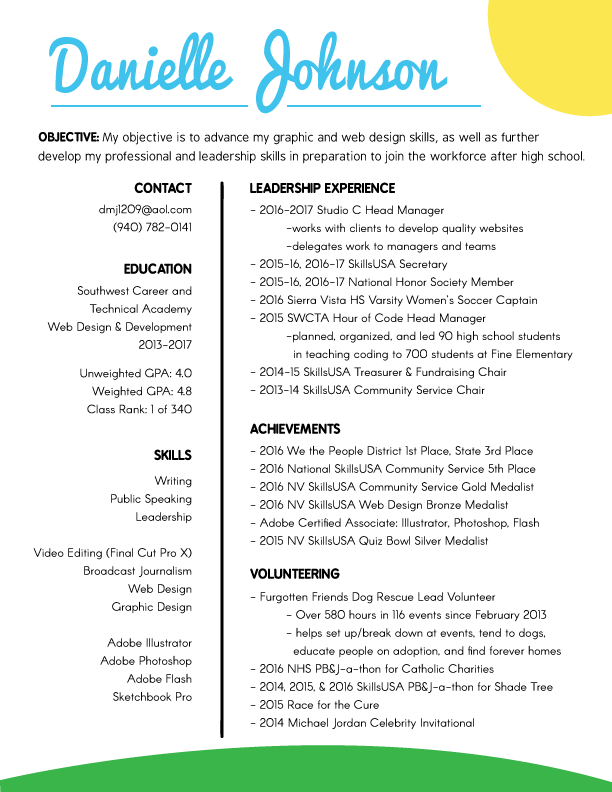 Danielle Johnson
OBJECTIVE: My objective is to advance my graphic and web design skills, as well as further
develop my professional and leadership skills in preparation to join the workforce after high school.
CONTACT
dmj1209@aol.com
(940) 782-0141
EDUCATION
Southwest Career and
Technical Academy
Web Design & Development
2013-2017
Unweighted GPA: 4.0
Weighted GPA: 4.8
Class Rank: 1 of 340
SKILLS
Writing
Public Speaking
Leadership
Video Editing (Final Cut Pro X)
Broadcast Journalism
Web Design
Graphic Design
Adobe Illustrator
Adobe Photoshop
Adobe Flash
Sketchbook Pro
LEADERSHIP EXPERIENCE
- 2016-2017 Studio C Head Manager
-works with clients to develop quality websites
-delegates work to managers and teams
- 2015-16, 2016-17 SkillsUSA Secretary
- 2015-16, 2016-17 National Honor Society Member
- 2016 Sierra Vista HS Varsity Women's Soccer Captain
- 2015 SWCTA Hour of Code Head Manager
-planned, organized, and led 90 high school students
in teaching coding to 700 students at Fine Elementary
- 2014-15 SkillsUSA Treasurer & Fundraising Chair
- 2013-14 SkillsUSA Community Service Chair
ACHIEVEMENTS
- 2016 We the People District 1st Place, State 3rd Place
- 2016 National SkillsUSA Community Service 5th Place
- 2016 NV SkillsUSA Community Service Gold Medalist
- 2016 NV SkillsUSA Web Design Bronze Medalist
- Adobe Certified Associate: Illustrator, Photoshop, Flash
- 2015 NV SkillsUSA Quiz Bowl Silver Medalist
VOLUNTEERING
- Furgotten Friends Dog Rescue Lead Volunteer
- Over 580 hours in 116 events since February 2013
- helps set up/break down at events, tend to dogs,
educate people on adoption, and find forever homes
- 2016 NHS PB&J-a-thon for Catholic Charities
- 2014, 2015, & 2016 SkillsUSA PB&J-a-thon for Shade Tree
- 2015 Race for the Cure
- 2014 Michael Jordan Celebrity Invitational